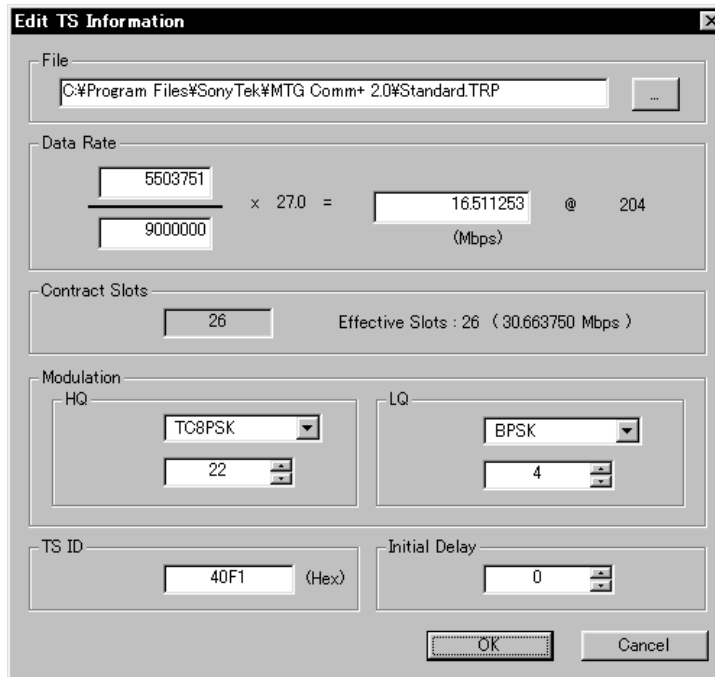 Edit TS Information
File
C:¥Program Files¥SonyTek¥MTG Comm+ 2.0¥Standard.TRP
...
Data Rate
5503751
x 27.0 = 16.511253 @ 204
9000000
(Mbps)
Contract Slots
26 Effective Slots : 26 ( 30.663750 Mbps )
Modulation
HQ LQ
TC8PSK BPSK
22 4
TS ID Initial Delay
40F1 (Hex) 0
OK Cancel